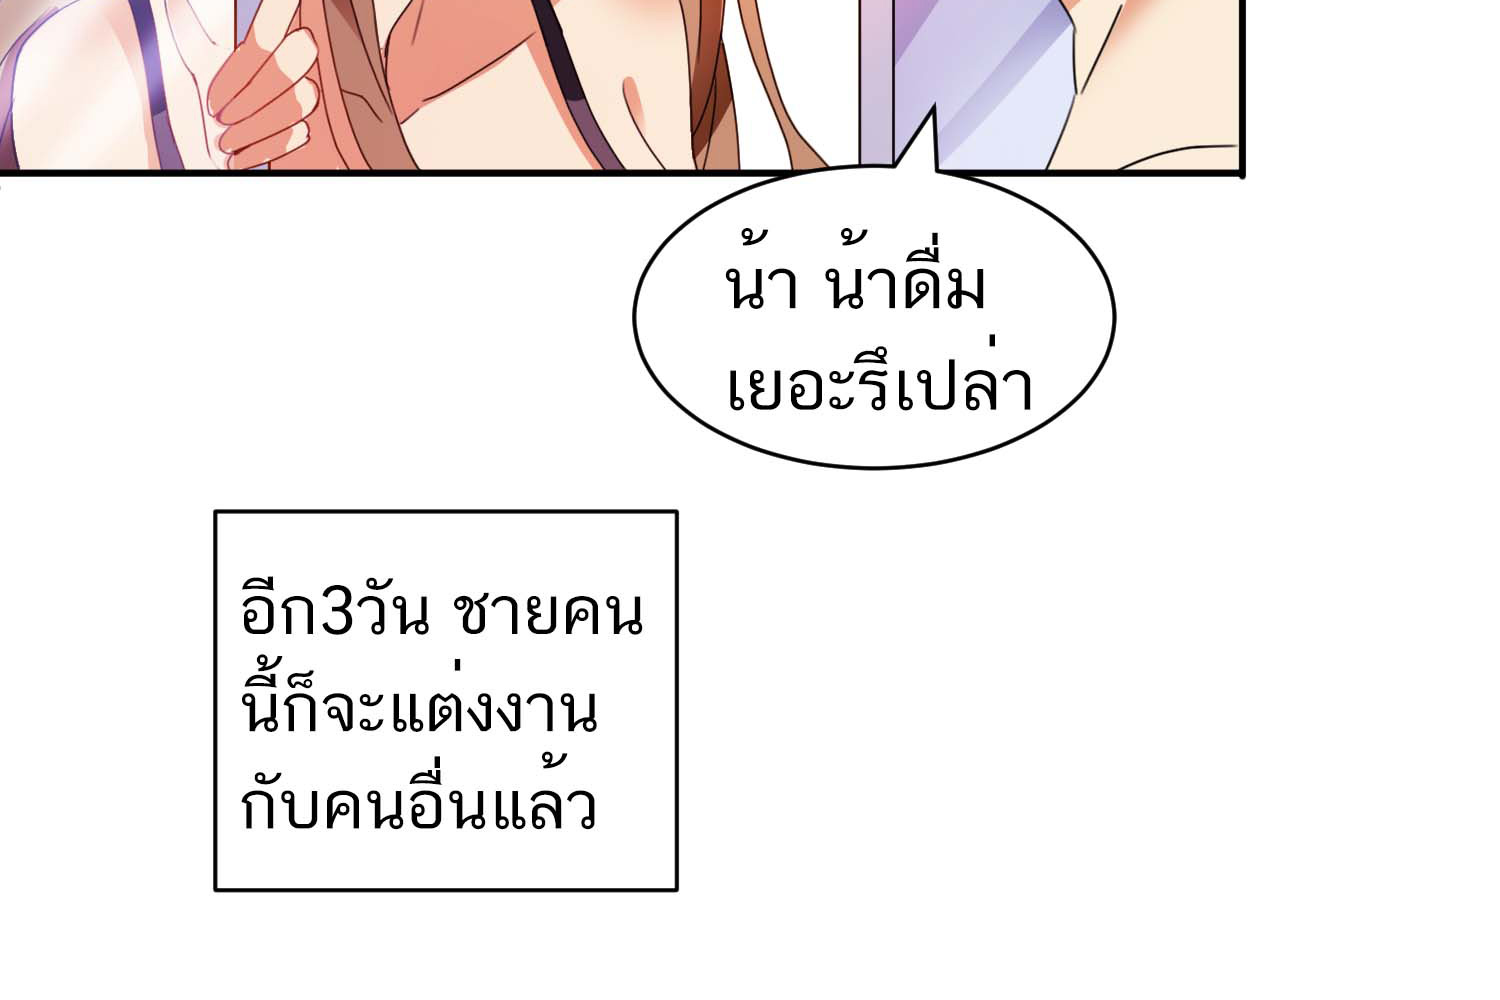 น้า น้าดื่ม
เยอะรึเปล่า
อีก3วัน ชายคน
นี้ก็จะแต่งงาน
กับคนอื่นแล้ว